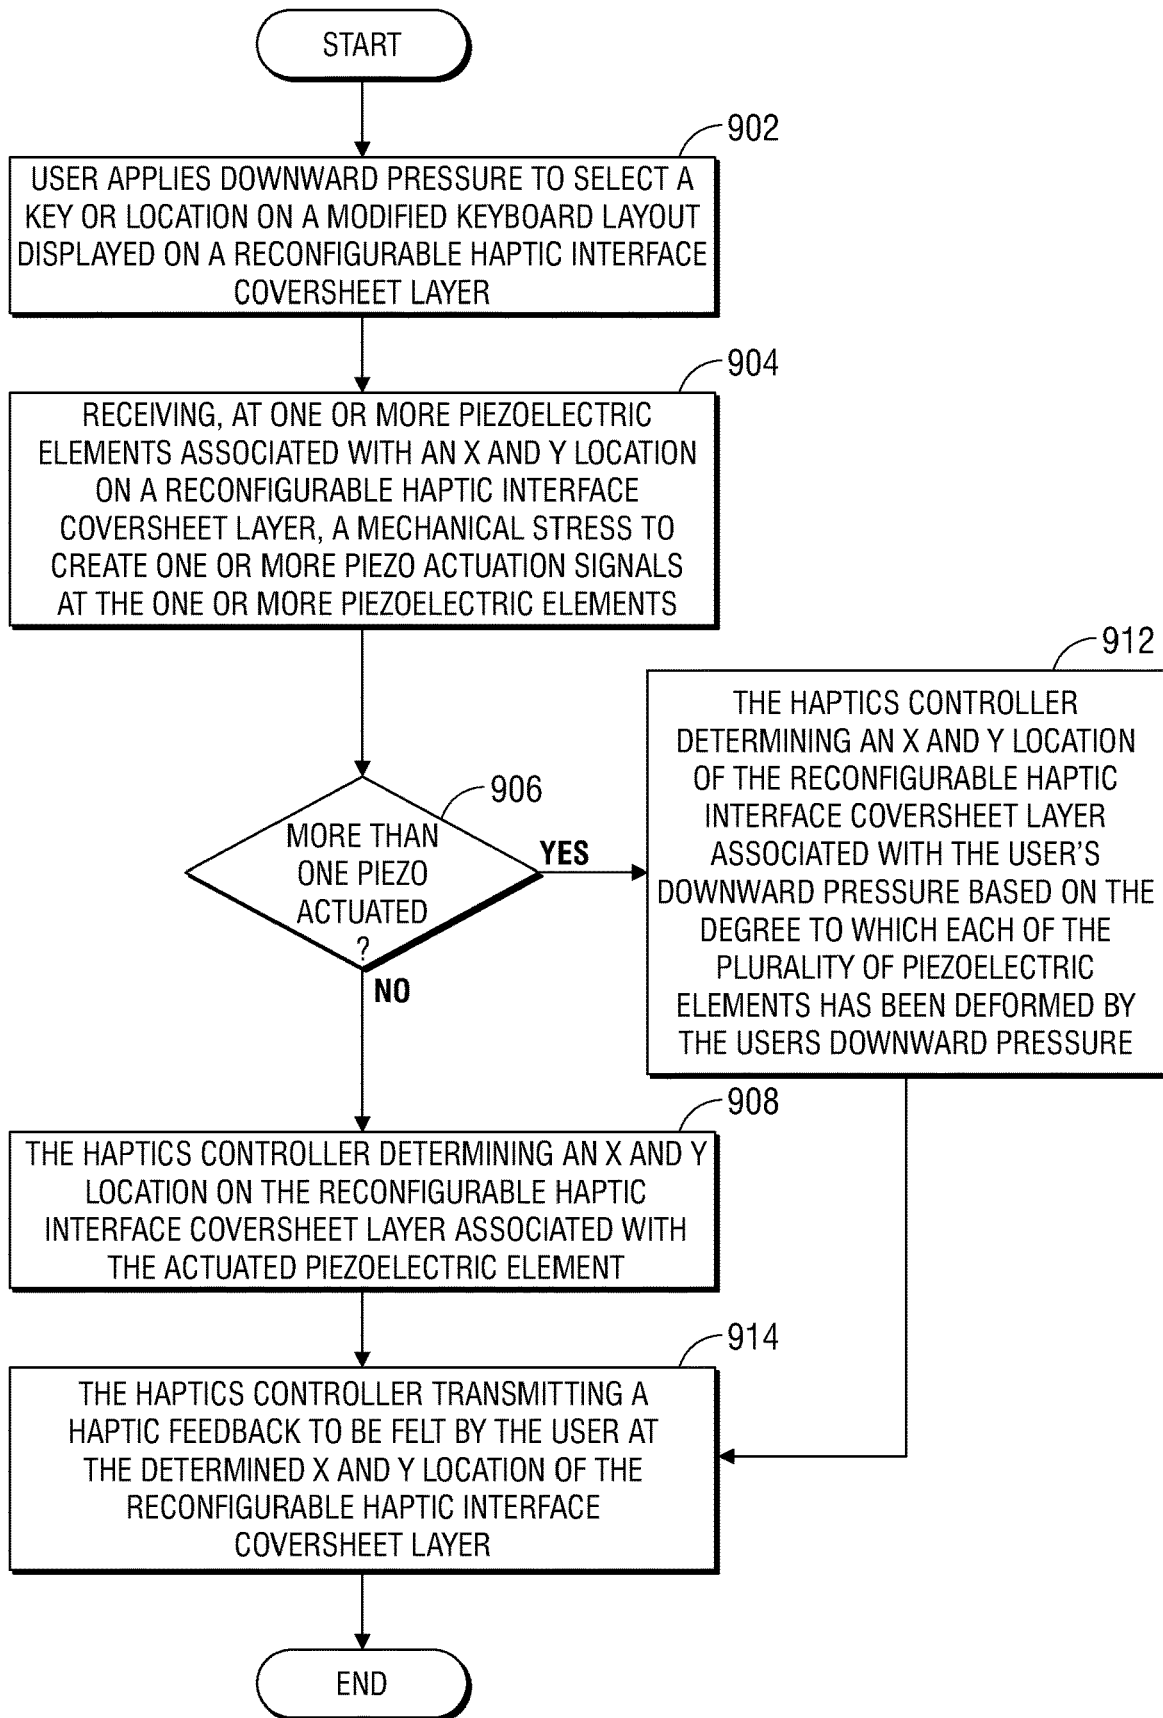 START
902
USER APPLIES DOWNWARD PRESSURE TO SELECT A
KEY OR LOCATION ON A MODIFIED KEYBOARD LAYOUT
DISPLAYED ON A RECONFIGURABLE HAPTIC INTERFACE
COVERSHEET LAYER
904
RECEIVING, AT ONE OR MORE PIEZOELECTRIC
ELEMENTS ASSOCIATED WITH AN X AND Y LOCATION
ON A RECONFIGURABLE HAPTIC INTERFACE
COVERSHEET LAYER, A MECHANICAL STRESS TO
CREATE ONE OR MORE PIEZO ACTUATION SIGNALS
AT THE ONE OR MORE PIEZOELECTRIC ELEMENTS
906
MORE THAN
ONE PIEZO
ACTUATED
?
YES
NO
912
THE HAPTICS CONTROLLER
DETERMINING AN X AND Y LOCATION
OF THE RECONFIGURABLE HAPTIC
INTERFACE COVERSHEET LAYER
ASSOCIATED WITH THE USER'S
DOWNWARD PRESSURE BASED ON THE
DEGREE TO WHICH EACH OF THE
PLURALITY OF PIEZOELECTRIC
ELEMENTS HAS BEEN DEFORMED BY
THE USERS DOWNWARD PRESSURE
908
THE HAPTICS CONTROLLER DETERMINING AN X AND Y
LOCATION ON THE RECONFIGURABLE HAPTIC
INTERFACE COVERSHEET LAYER ASSOCIATED WITH
THE ACTUATED PIEZOELECTRIC ELEMENT
914
THE HAPTICS CONTROLLER TRANSMITTING A
HAPTIC FEEDBACK TO BE FELT BY THE USER AT
THE DETERMINED X AND Y LOCATION OF THE
RECONFIGURABLE HAPTIC INTERFACE
COVERSHEET LAYER
END